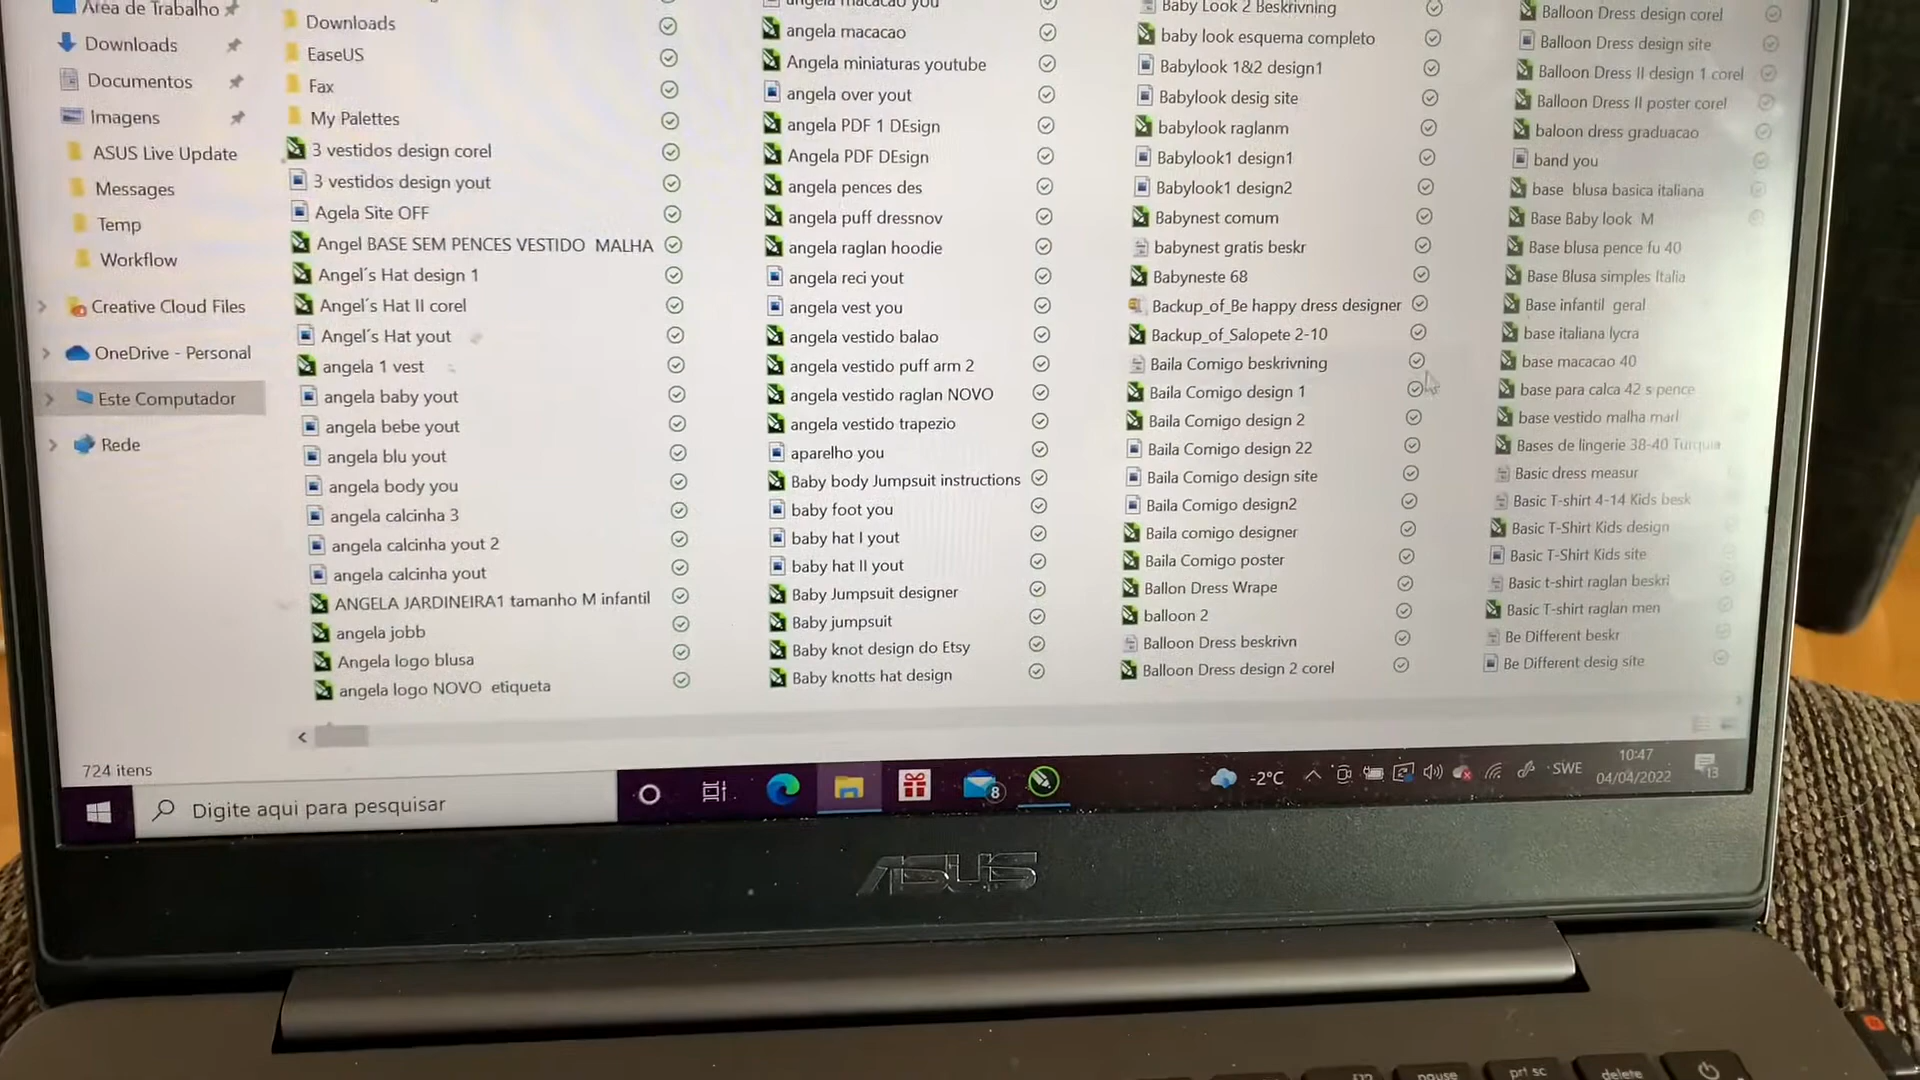 Área de Trabalho
Downloads
Documentos
Imagens
ASUS Live Update
Messages
Temp
Workflow
Creative Cloud Files
OneDrive - Personal
Este Computador
Rede
Downloads
EaseUS
Fax
My Palettes
3 vestidos design corel
3 vestidos design yout
Agela Site OFF
Angel BASE SEM PENCES VESTIDO MALHA
Angel´s Hat design 1
Angel´s Hat II corel
Angel´s Hat yout
angela 1 vest
angela baby yout
angela bebe yout
angela blu yout
angela body you
angela calcinha 3
angela calcinha yout 2
angela calcinha yout
ANGELA JARDINEIRA1 tamanho M infantil
angela jobb
Angela logo blusa
angela logo NOVO etiqueta
angela macacao you
angela macacao
Angela miniaturas youtube
angela over yout
angela PDF 1 DEsign
Angela PDF DEsign
angela pences des
angela puff dressnov
angela raglan hoodie
angela reci yout
angela vest you
angela vestido balao
angela vestido puff arm 2
angela vestido raglan NOVO
angela vestido trapezio
aparelho you
Baby body Jumpsuit instructions
baby foot you
baby hat I yout
baby hat II yout
Baby Jumpsuit designer
Baby jumpsuit
Baby knot design do Etsy
Baby knotts hat design
Baby Look 2 Beskrivning
baby look esquema completo
Babylook 1&2 design1
Babylook desig site
babylook raglanm
Babylook1 design1
Babylook1 design2
Babynest comum
babynest gratis beskr
Babyneste 68
Backup_of_Be happy dress designer
Backup_of_Salopete 2-10
Baila Comigo beskrivning
Baila Comigo design 1
Baila Comigo design 2
Baila Comigo design 22
Baila Comigo design site
Baila Comigo design2
Baila comigo designer
Baila Comigo poster
Ballon Dress Wrape
balloon 2
Balloon Dress beskrivn
Balloon Dress design 2 corel
Balloon Dress design corel
Balloon Dress design site
Balloon Dress II design 1 corel
Balloon Dress II poster corel
baloon dress graduacao
band you
base blusa basica italiana
Base Baby look M
Base blusa pence fu 40
Base Blusa simples Italia
Base infantil geral
base italiana lycra
base macacao 40
base para calca 42 s pence
base vestido malha marl
Bases de lingerie 38-40 Turquia
Basic dress measur
Basic T-shirt 4-14 Kids besk
Basic T-Shirt Kids design
Basic T-Shirt Kids site
Basic t-shirt raglan beskri
Basic T-shirt raglan men
Be Different beskr
Be Different desig site
724 itens
Digite aqui para pesquisar
8
-2°C
SWE
10:47
04/04/2022
13
ASUS
pause
prt sc
delete